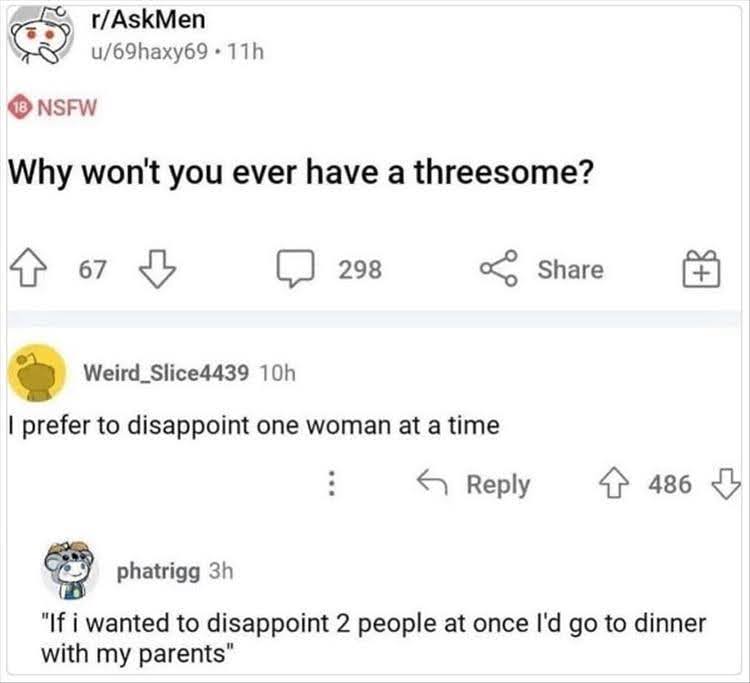 r/AskMen
u/69haxy69 • 11h
18 NSFW
Why won't you ever have a threesome?
67 298 Share
Weird_Slice4439 10h
I prefer to disappoint one woman at a time
Reply 486
phatrigg 3h
"If i wanted to disappoint 2 people at once I'd go to dinner
with my parents"